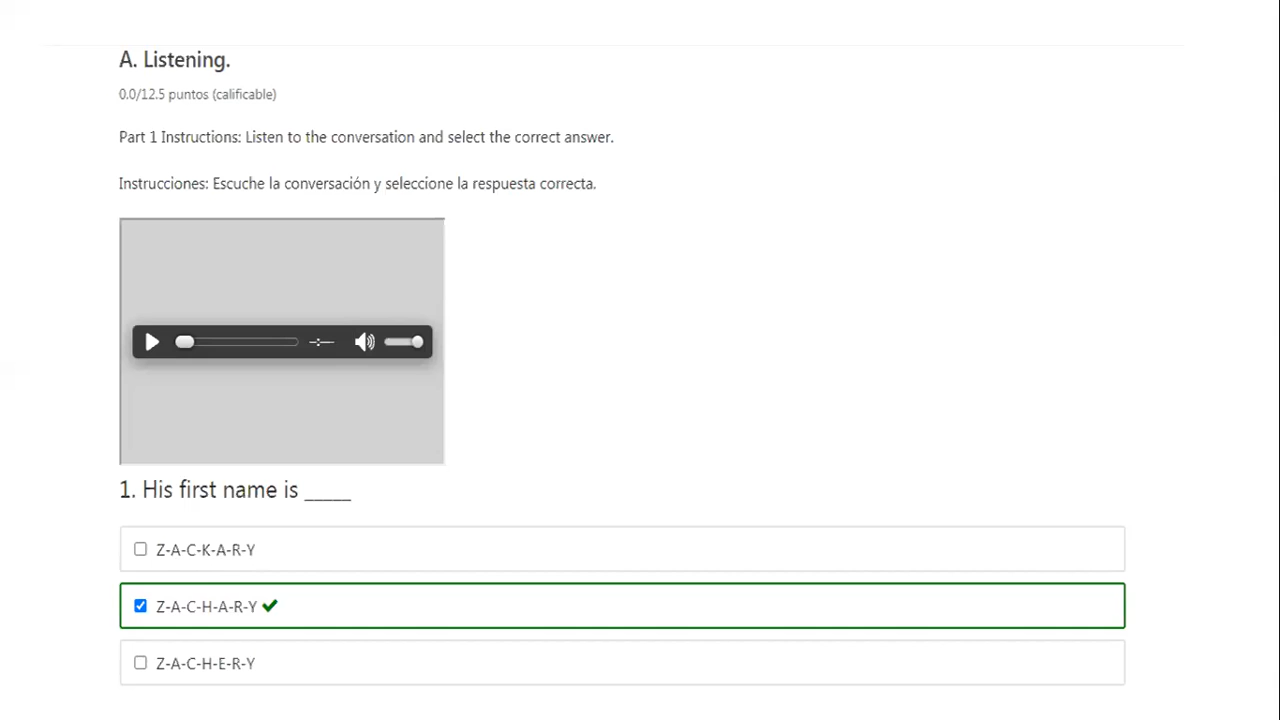 A. Listening.
0.0/12.5 puntos (calificable)
Part 1 Instructions: Listen to the conversation and select the correct answer.
Instrucciones: Escuche la conversación y seleccione la respuesta correcta.
1. His first name is _____
Z-A-C-K-A-R-Y
Z-A-C-H-A-R-Y
Z-A-C-H-E-R-Y